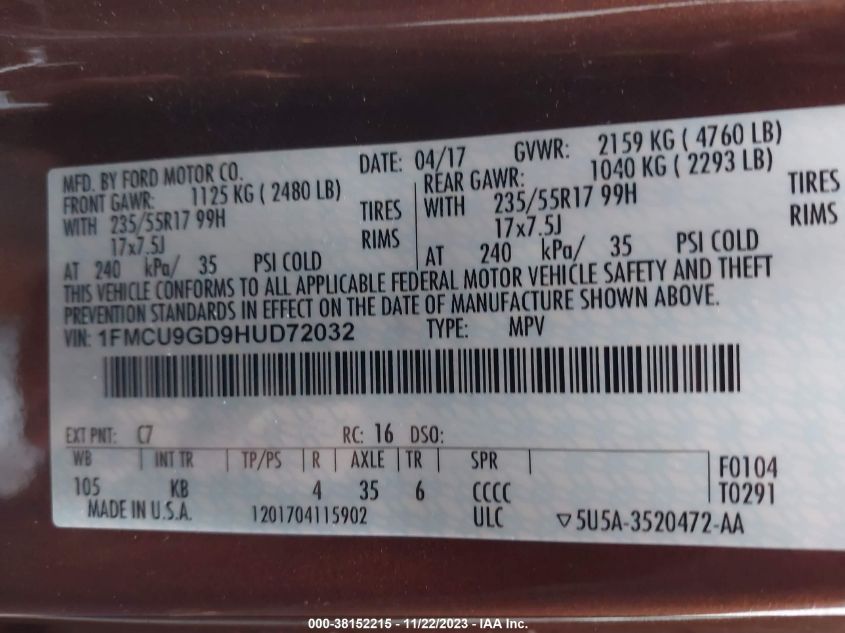 MFD. BY FORD MOTOR CO. DATE: 04/17 GVWR: 2159 KG ( 4760 LB)
FRONT GAWR: 1125 KG ( 2480 LB) REAR GAWR: 1040 KG ( 2293 LB)
WITH 235/55R17 99H TIRES WITH 235/55R17 99H TIRES
17x7.5J RIMS 17x7.5J RIMS
AT 240 kPa/ 35 PSI COLD AT 240 kPa/ 35 PSI COLD
THIS VEHICLE CONFORMS TO ALL APPLICABLE FEDERAL MOTOR VEHICLE SAFETY AND THEFT
PREVENTION STANDARDS IN EFFECT ON THE DATE OF MANUFACTURE SHOWN ABOVE.
VIN: 1FMCU9GD9HUD72032 TYPE: MPV
EXT PNT: C7 RC: 16 DSO:
WB INT TR TP/PS R AXLE TR SPR F0104
105 KB 4 35 6 CCCC T0291
MADE IN U.S.A. 1201704115902 ULC ▽5U5A-3520472-AA
000-38152215 - 11/22/2023 - IAA Inc.